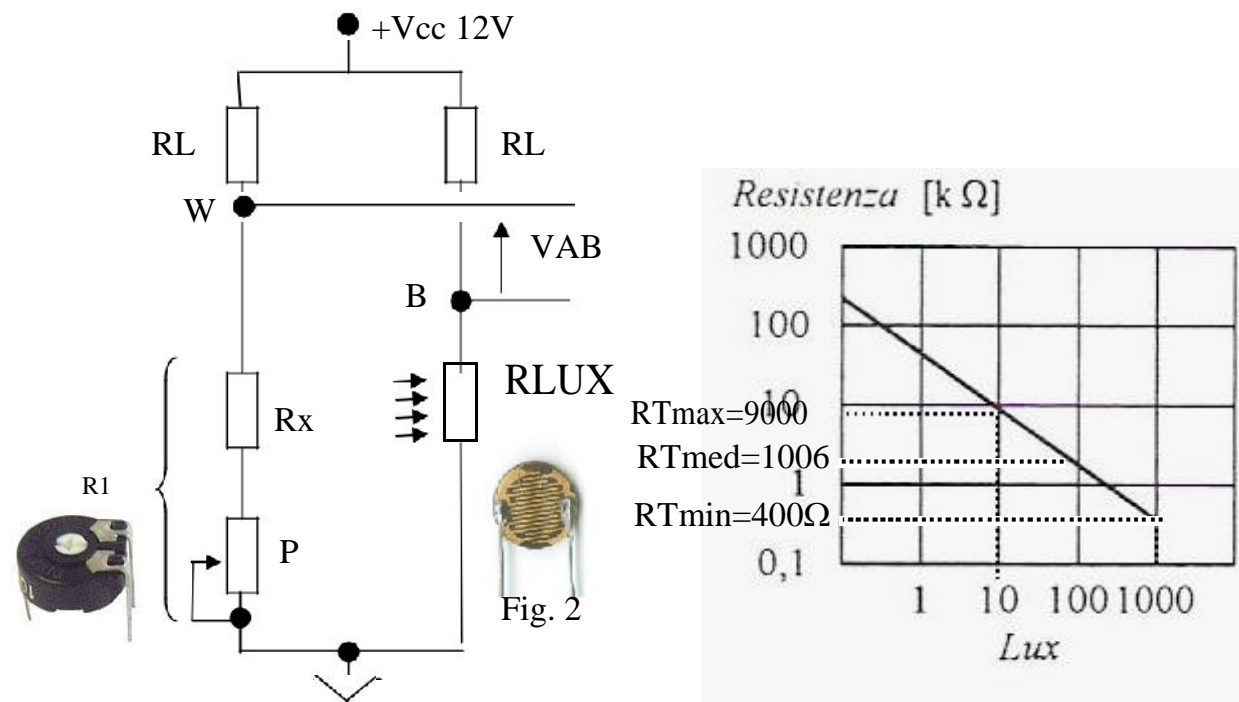 +Vcc 12V
RL
RL
W
VAB
B
RLUX
Rx
R1
P
Fig. 2
Resistenza [k Ω]
1000
100
10
RTmax=9000
RTmed=1006
1
RTmin=400Ω
0,1
1 10 100 1000
Lux